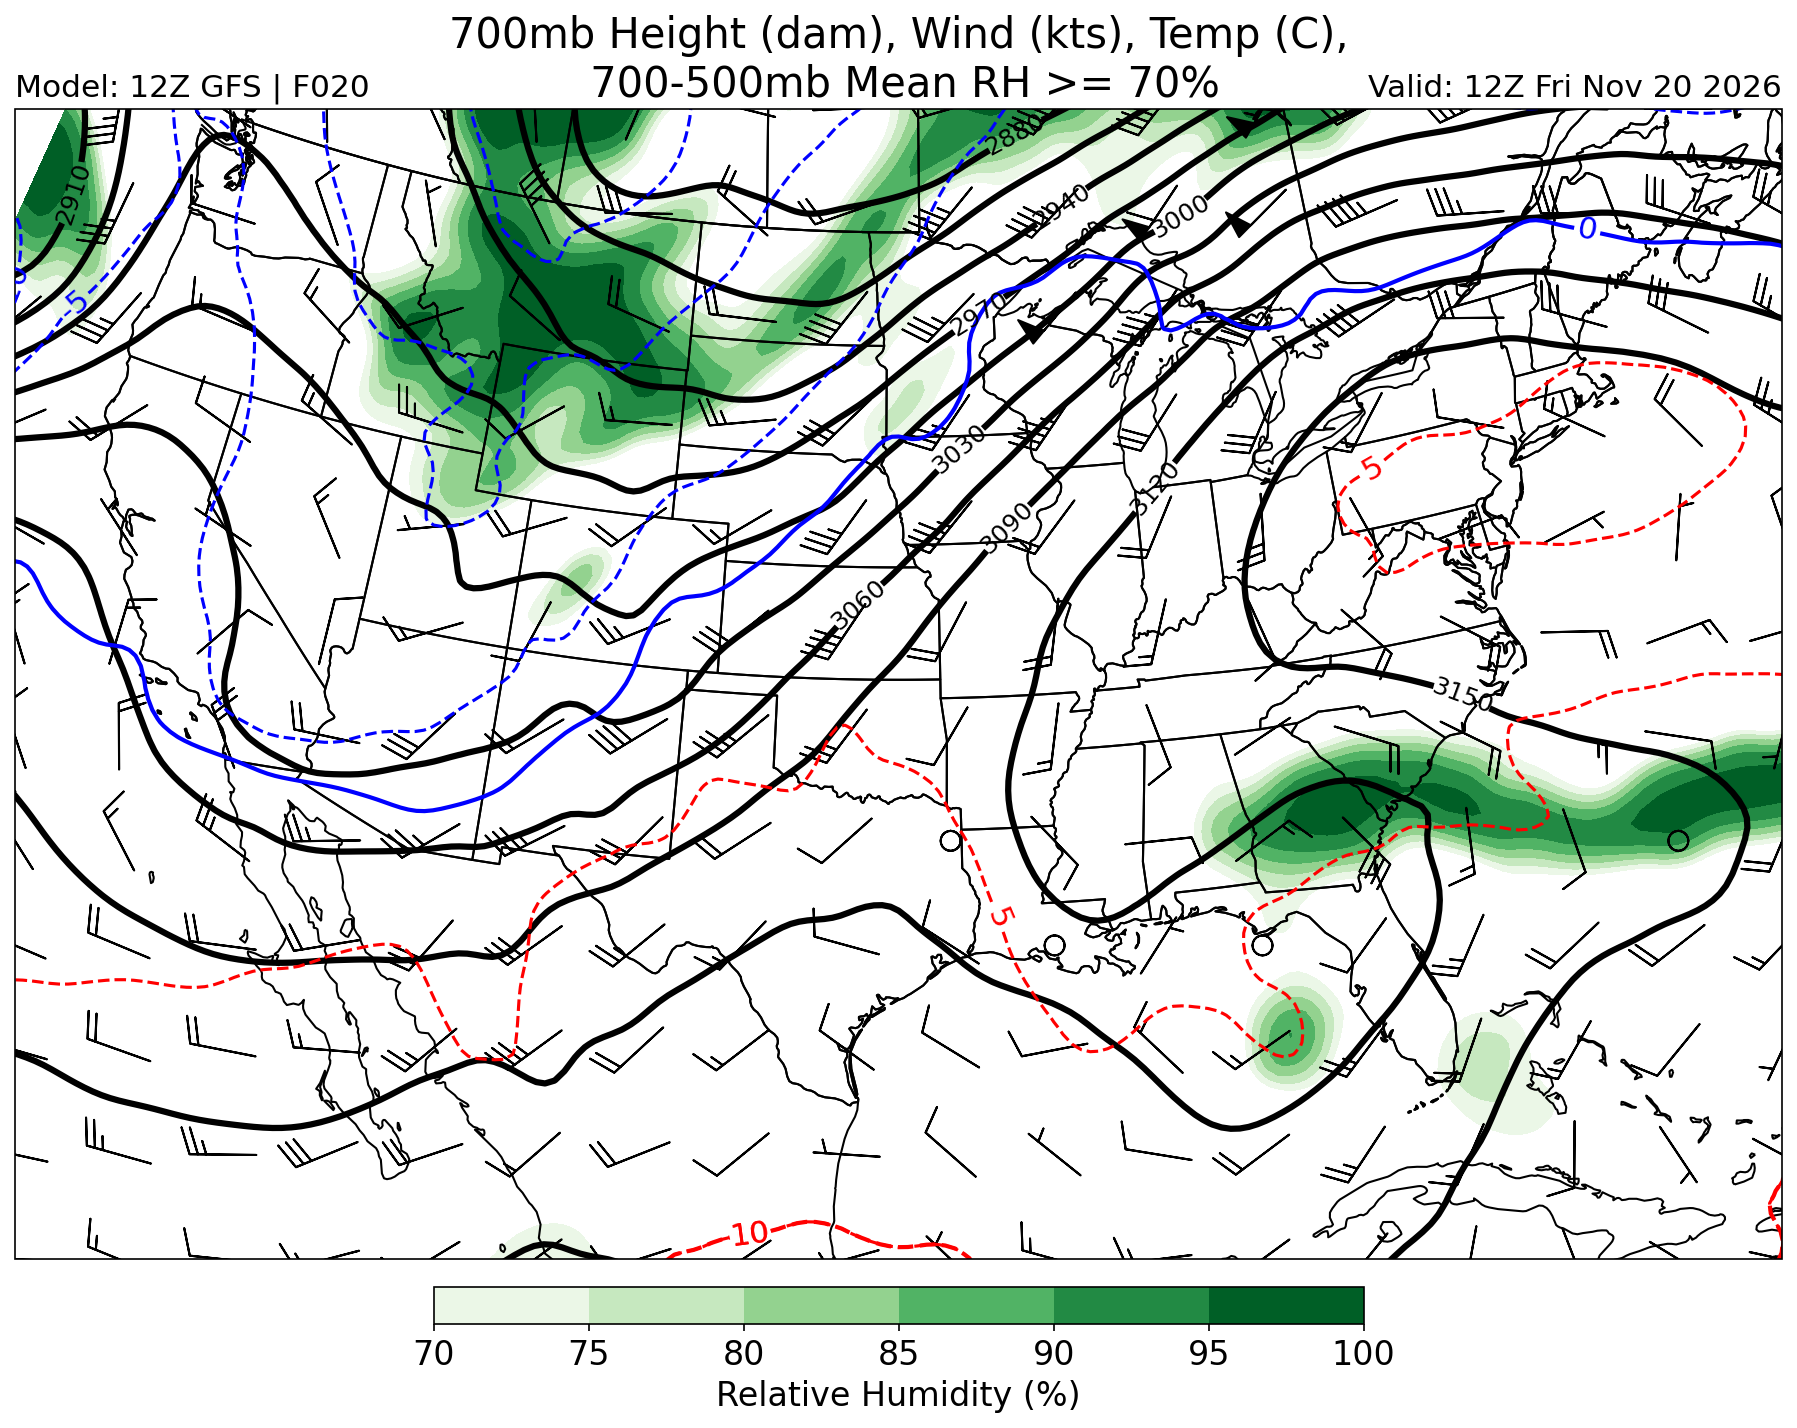 700mb Height (dam), Wind (kts), Temp (C),
700-500mb Mean RH >= 70%
Model: 12Z GFS | F020
Valid: 12Z Fri Nov 20 2026
2880
2910
2940
3000
0
-5
2970
3030
5
3120
3090
3060
3150
5
10
70 75 80 85 90 95 100
Relative Humidity (%)